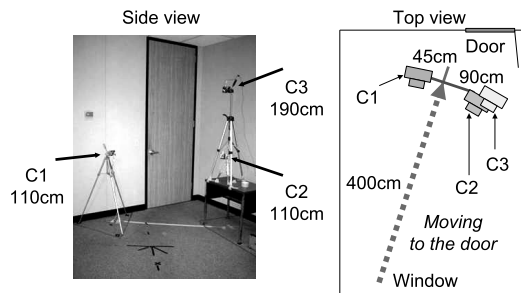 Side view
C3
190cm
C1
110cm
C2
110cm
Top view
Door
45cm
90cm
C1
C2
C3
400cm
Moving
to the door
Window